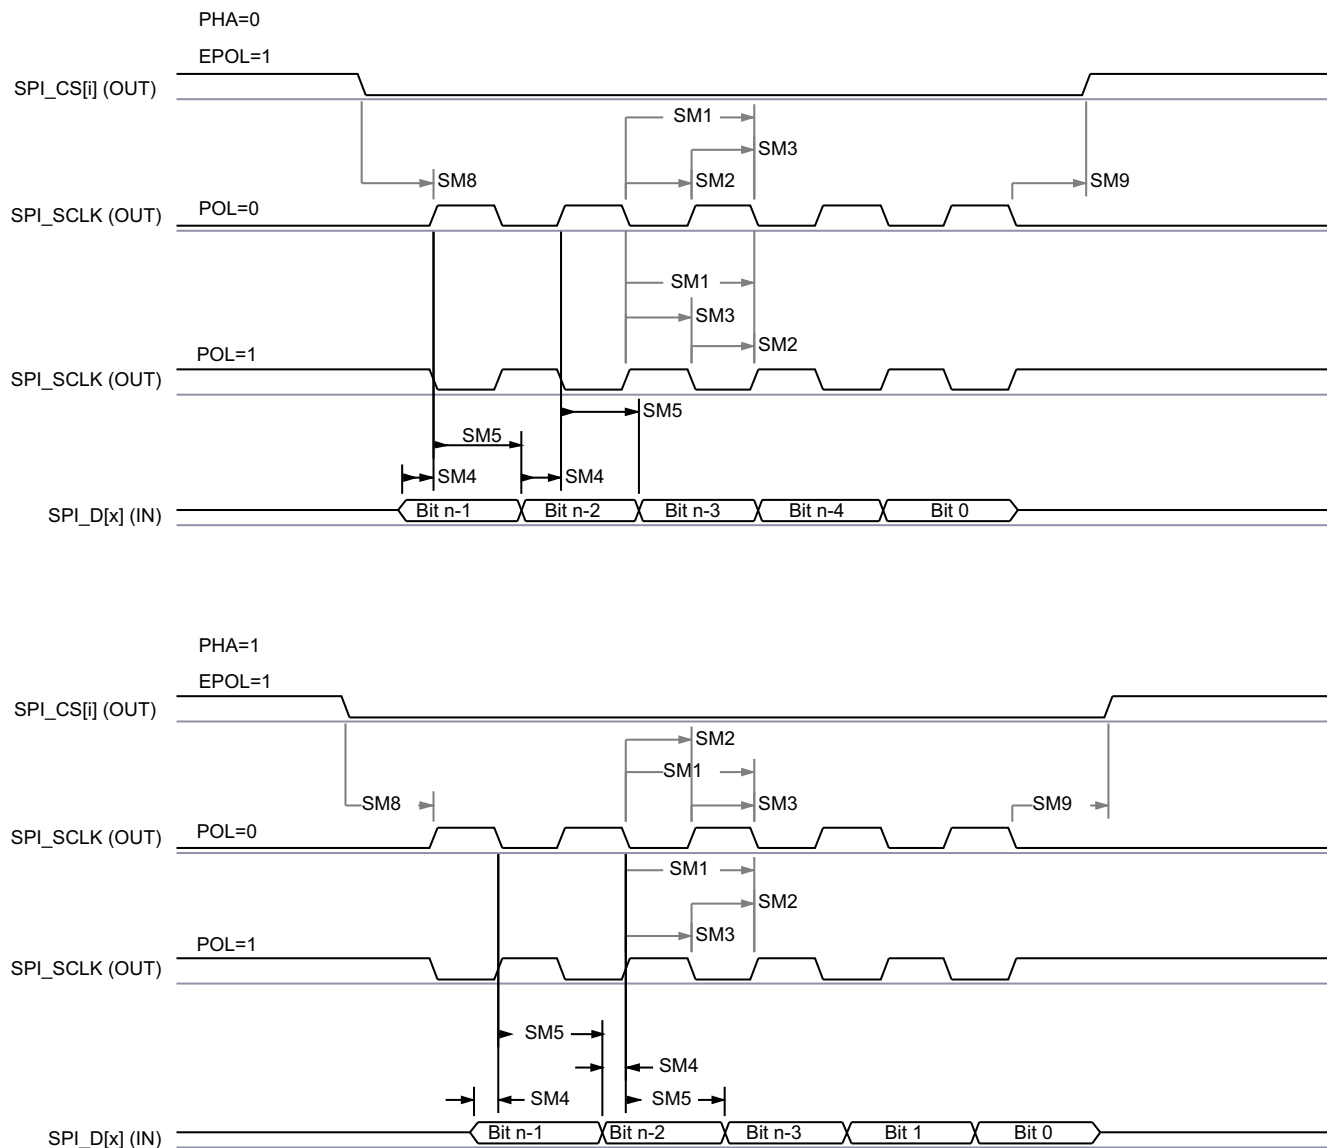 PHA=0
EPOL=1
SPI_CS[i] (OUT)
SM1
SM3
SM8
SM2
SM9
POL=0
SPI_SCLK (OUT)
SM1
SM3
SM2
POL=1
SPI_SCLK (OUT)
SM5
SM5
SM4
SM4
SPI_D[x] (IN)
Bit n-1
Bit n-2
Bit n-3
Bit n-4
Bit 0
PHA=1
EPOL=1
SPI_CS[i] (OUT)
SM2
SM1
SM8
SM3
SM9
POL=0
SPI_SCLK (OUT)
SM1
SM2
SM3
POL=1
SPI_SCLK (OUT)
SM5
SM4
SM4
SM5
SPI_D[x] (IN)
Bit n-1
Bit n-2
Bit n-3
Bit 1
Bit 0